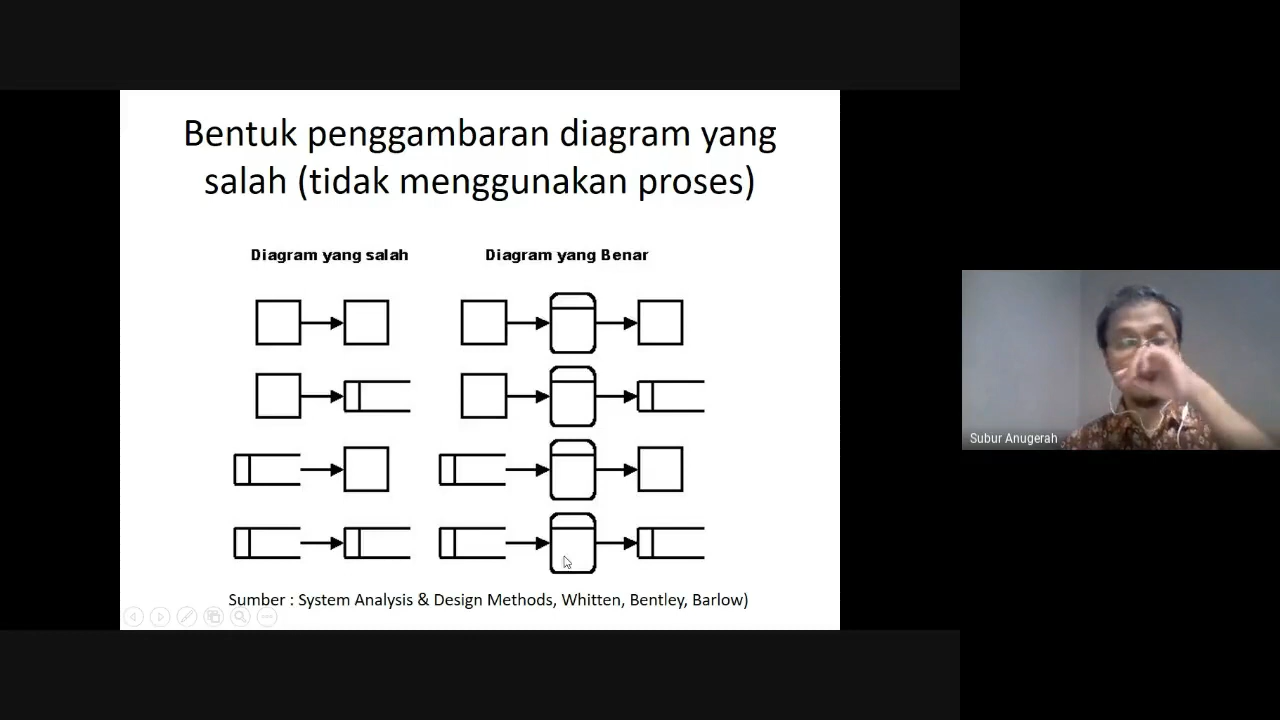 Bentuk penggambaran diagram yang
salah (tidak menggunakan proses)
Diagram yang salah
Diagram yang Benar
Sumber : System Analysis & Design Methods, Whitten, Bentley, Barlow)
Subur Anugerah